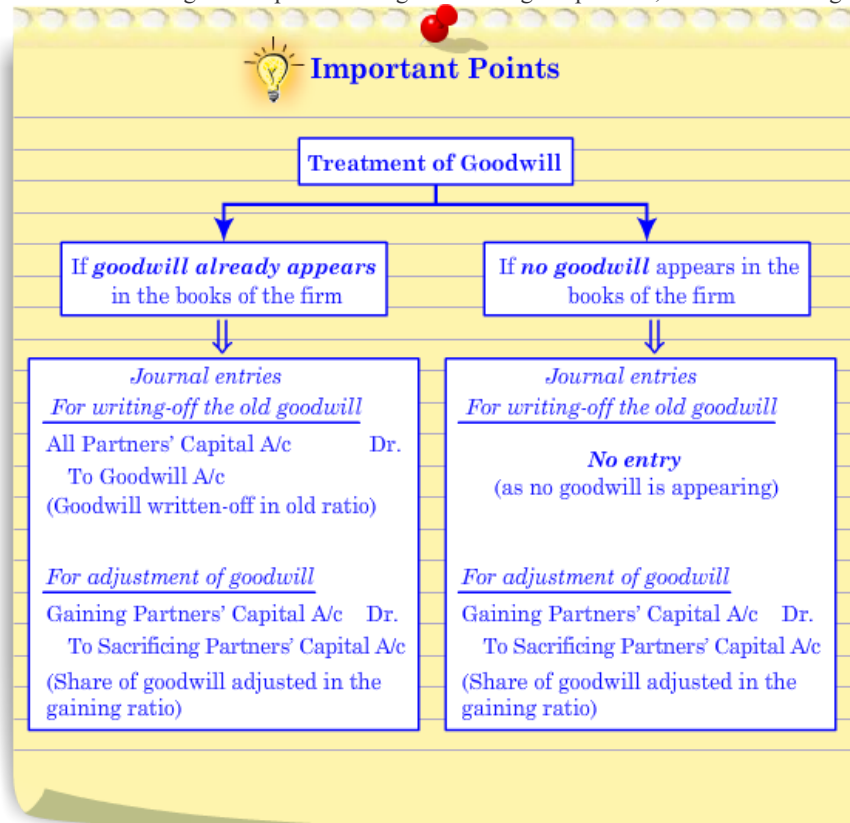 Important Points
Treatment of Goodwill
If goodwill already appears
in the books of the firm
If no goodwill appears in the
books of the firm
Journal entries
For writing-off the old goodwill
All Partners' Capital A/c Dr.
To Goodwill A/c
(Goodwill written-off in old ratio)
For adjustment of goodwill
Gaining Partners' Capital A/c Dr.
To Sacrificing Partners' Capital A/c
(Share of goodwill adjusted in the
gaining ratio)
Journal entries
For writing-off the old goodwill
No entry
(as no goodwill is appearing)
For adjustment of goodwill
Gaining Partners' Capital A/c Dr.
To Sacrificing Partners' Capital A/c
(Share of goodwill adjusted in the
gaining ratio)